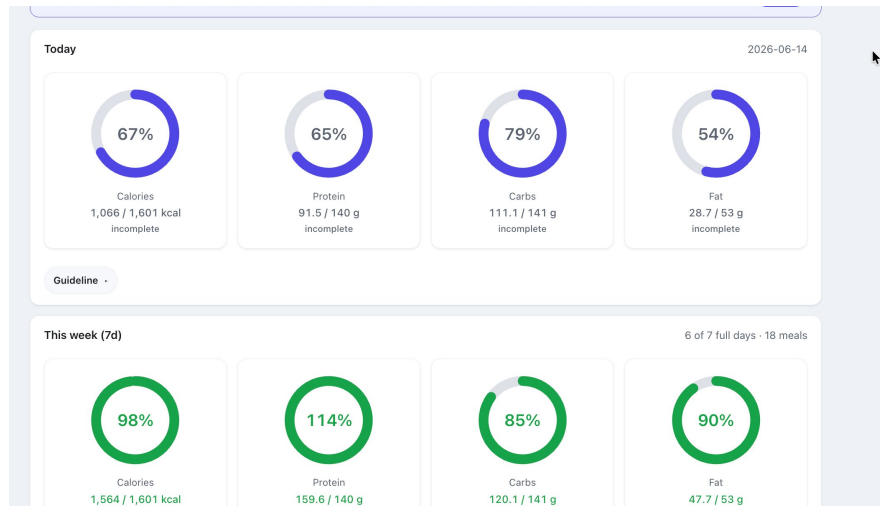 Today
2026-06-14
67%
65%
79%
54%
Calories
Protein
Carbs
Fat
1,066 / 1,601 kcal
91.5 / 140 g
111.1 / 141 g
28.7 / 53 g
incomplete
incomplete
incomplete
incomplete
Guideline ·
This week (7d)
6 of 7 full days · 18 meals
98%
114%
85%
90%
Calories
Protein
Carbs
Fat
1,564 / 1,601 kcal
159.6 / 140 g
120.1 / 141 g
47.7 / 53 g